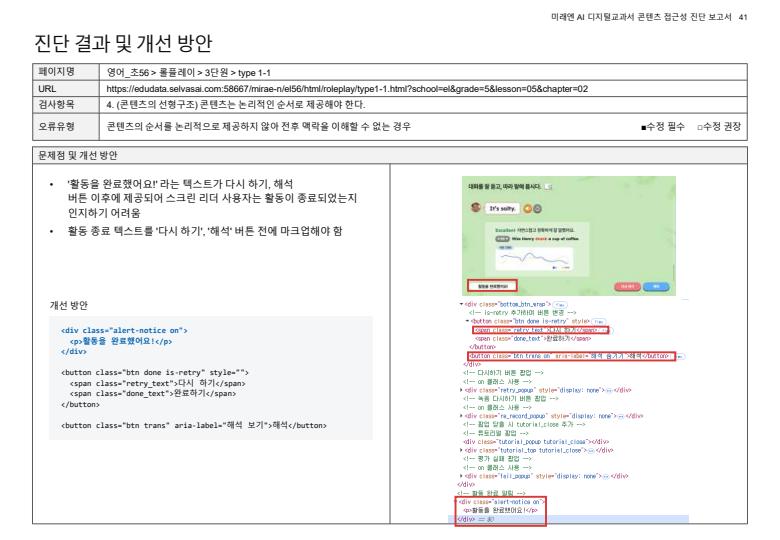 미래엔 AI 디지털교과서 콘텐츠 접근성 진단 보고서 41
진단 결과 및 개선 방안
페이지명 영어_초56 > 롤플레이 > 3단원 > type 1-1
URL https://edudata.selvasai.com:58667/mirae-n/el56/html/roleplay/type1-1.html?school=el&grade=5&lesson=05&chapter=02
검사항목 4. (콘텐츠의 선형구조) 콘텐츠는 논리적인 순서로 제공해야 한다.
오류유형 콘텐츠의 순서를 논리적으로 제공하지 않아 전후 맥락을 이해할 수 없는 경우 ■수정 필수 □수정 권장
문제점 및 개선 방안
• '활동을 완료했어요!' 라는 텍스트가 다시 하기, 해석
버튼 이후에 제공되어 스크린 리더 사용자는 활동이 종료되었는지
인지하기 어려움
• 활동 종료 텍스트를 '다시 하기', '해석' 버튼 전에 마크업해야 함
개선 방안
<div class="alert-notice on">
<p>활동을 완료했어요!</p>
</div>
<button class="btn done is-retry" style="">
<span class="retry_text">다시 하기</span>
<span class="done_text">완료하기</span>
</button>
<button class="btn trans" aria-label="해석 보기">해석</button>
대화를 잘 듣고, 따라 말해 봅시다.
It's salty.
Excellent 자연스럽고 정확하게 잘 말했어요.
Was Henry drank a cup of coffee
활동을 완료했어요!
다시 하기 해석
▼<div class="bottom_btn_wrap">
<!-- is-retry 추가하여 버튼 변경 -->
▼<button class="btn done is-retry" style>
<span class="retry_text">다시 하기</span>
<span class="done_text">완료하기</span>
</button>
<button class="btn trans on" aria-label="해석 숨기기">해석</button>
</div>
<!-- 다시하기 버튼 팝업 -->
<!-- on 클래스 사용 -->
▶<div class="retry_popup" style="display: none">…</div>
<!-- 녹음 다시하기 버튼 팝업 -->
<!-- on 클래스 사용 -->
▶<div class="re_record_popup" style="display: none">…</div>
<!-- 팝업 닫을 시 tutorial_close 추가 -->
<!-- 튜토리얼 팝업 -->
<div class="tutorial_popup tutorial_close"></div>
▶<div class="tutorial_top tutorial_close">…</div>
<!-- 평가 실패 팝업 -->
<!-- on 클래스 사용 -->
▶<div class="fail_popup" style="display: none">…</div>
</div>
<!-- 활동 완료 알림 -->
▼<div class="alert-notice on">
<p>활동을 완료했어요!</p>
</div> == $0